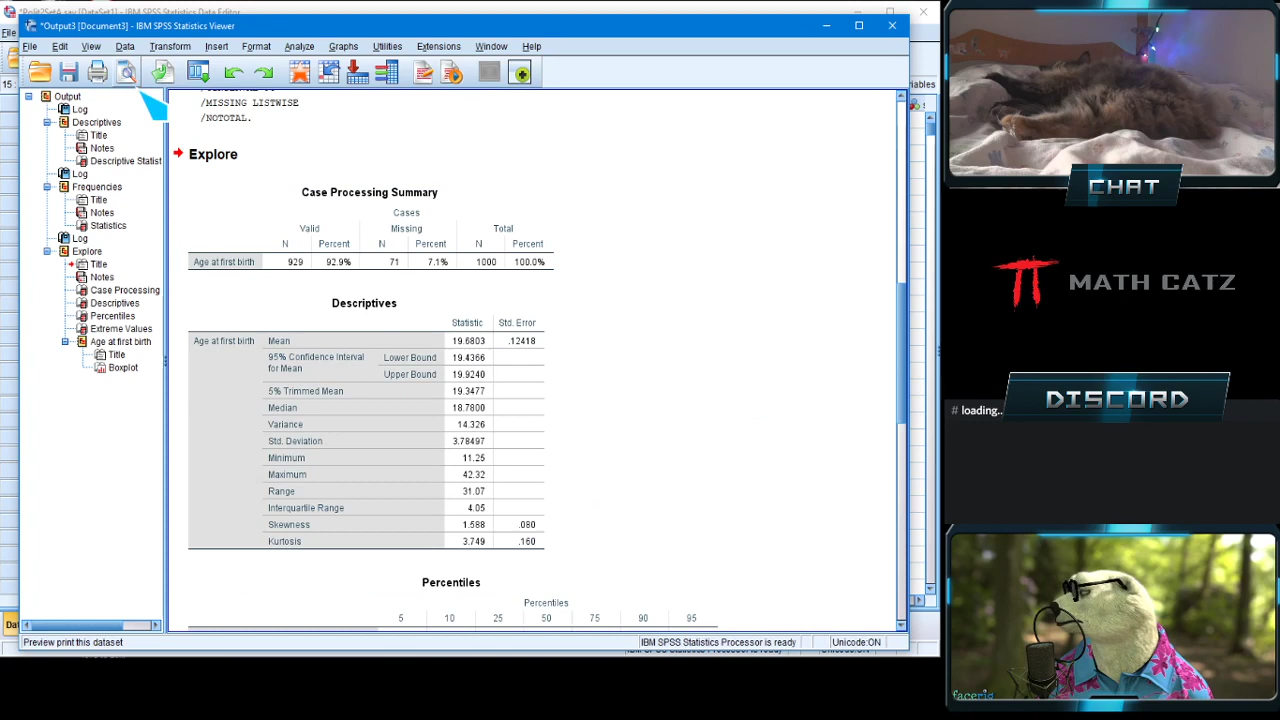 *Polit2SetA.sav [DataSet1] - IBM SPSS Statistics Data Editor
*Output3 [Document3] - IBM SPSS Statistics Viewer
File Edit View Data Transform Insert Format Analyze Graphs Utilities Extensions Window Help
Output
Log
Descriptives
Title
Notes
Descriptive Statist
Log
Frequencies
Title
Notes
Statistics
Log
Explore
Title
Notes
Case Processing
Descriptives
Percentiles
Extreme Values
Age at first birth
Title
Boxplot
/MISSING LISTWISE
/NOTOTAL.
Explore
Case Processing Summary
Cases
Valid Missing Total
N Percent N Percent N Percent
Age at first birth 929 92.9% 71 7.1% 1000 100.0%
Descriptives
Statistic Std. Error
Age at first birth Mean 19.6803 .12418
95% Confidence Interval for Mean Lower Bound 19.4366
Upper Bound 19.9240
5% Trimmed Mean 19.3477
Median 18.7800
Variance 14.326
Std. Deviation 3.78497
Minimum 11.25
Maximum 42.32
Range 31.07
Interquartile Range 4.05
Skewness 1.588 .080
Kurtosis 3.749 .160
Percentiles
Percentiles
5 10 25 50 75 90 95
Preview print this dataset
IBM SPSS Statistics Processor is ready
Unicode:ON
CHAT
MATH CATZ
DISCORD
# loading..
facerig